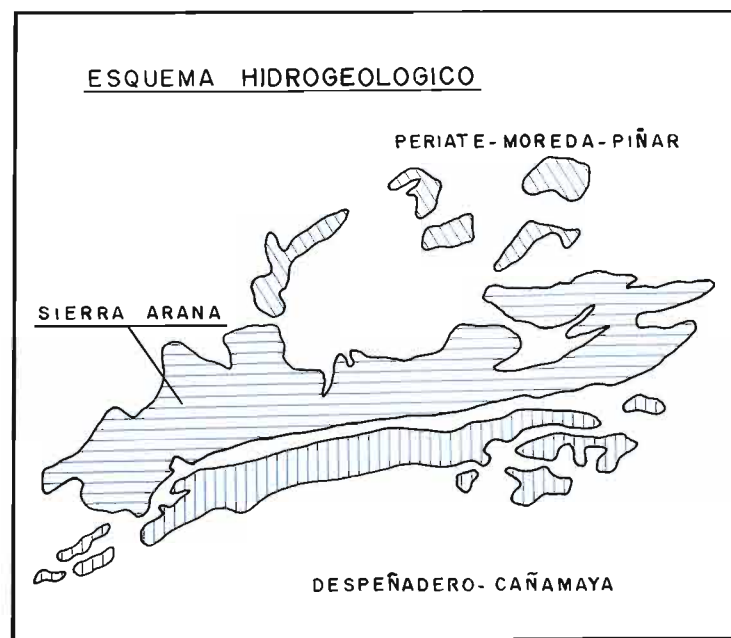 ESQUEMA HIDROGEOLOGICO
PERIATE-MOREDA-PIÑAR
SIERRA ARANA
DESPEÑADERO-CAÑAMAYA